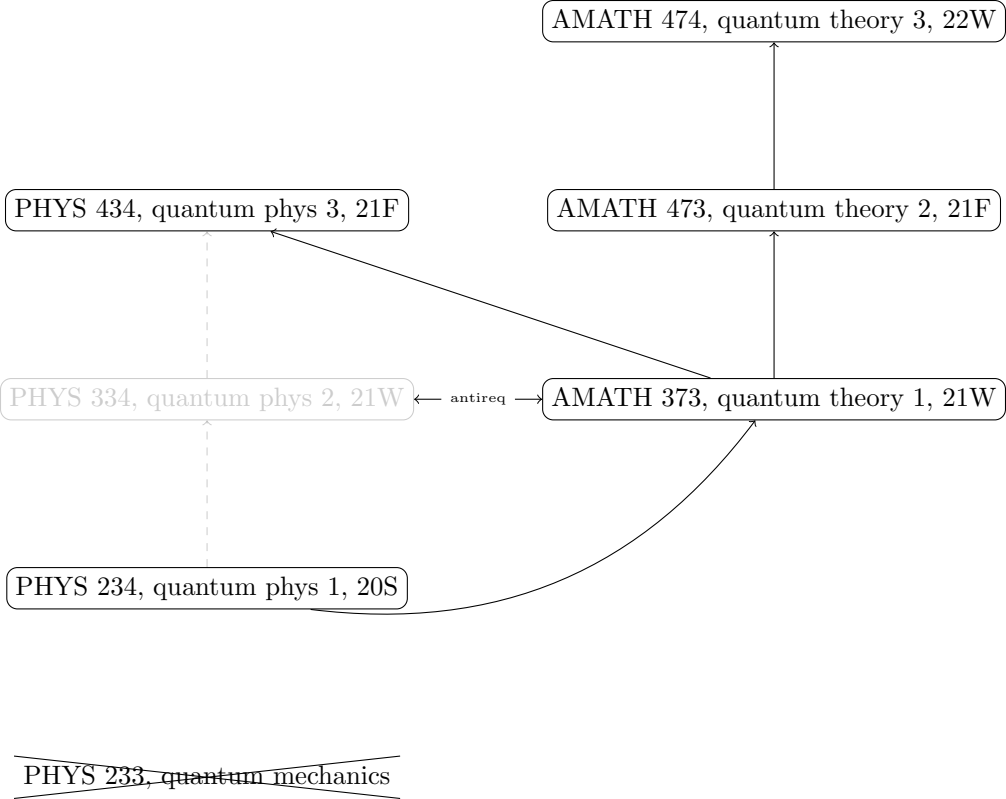 AMATH 474, quantum theory 3, 22W
PHYS 434, quantum phys 3, 21F
AMATH 473, quantum theory 2, 21F
PHYS 334, quantum phys 2, 21W
antireq
AMATH 373, quantum theory 1, 21W
PHYS 234, quantum phys 1, 20S
PHYS 233, quantum mechanics